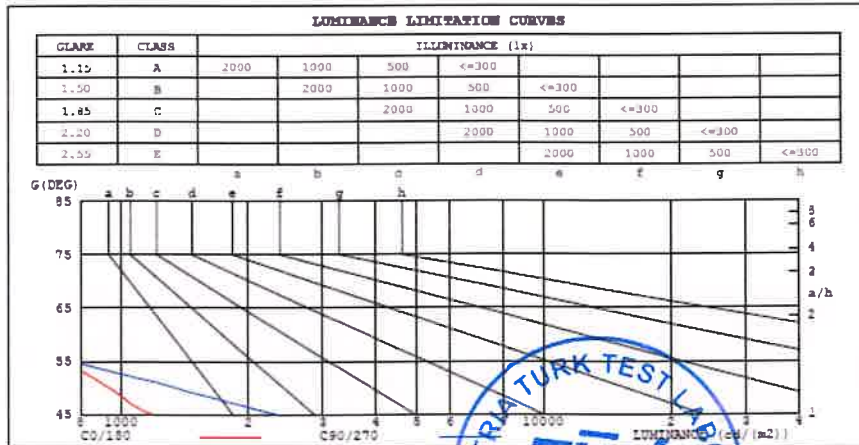 LUMINANCE LIMITATION CURVES
GLARE CLASS ILLUMINANCE (lx)
1.15 A 2000 1000 500 <=300
1.50 B 2000 1000 500 <=300
1.85 C 2000 1000 500 <=300
2.20 D 2000 1000 500 <=300
2.55 E 2000 1000 500 <=300
a b c d e f g h
G(DEG) a b c d e f g h
85 8
6
75 4
2
a/h
65 2
55
45 1
8 1000 2 3 4 5 6 10000 2 3 4
C0/180 C90/270 LUMINANCE (cd/(m2))
TURK TEST